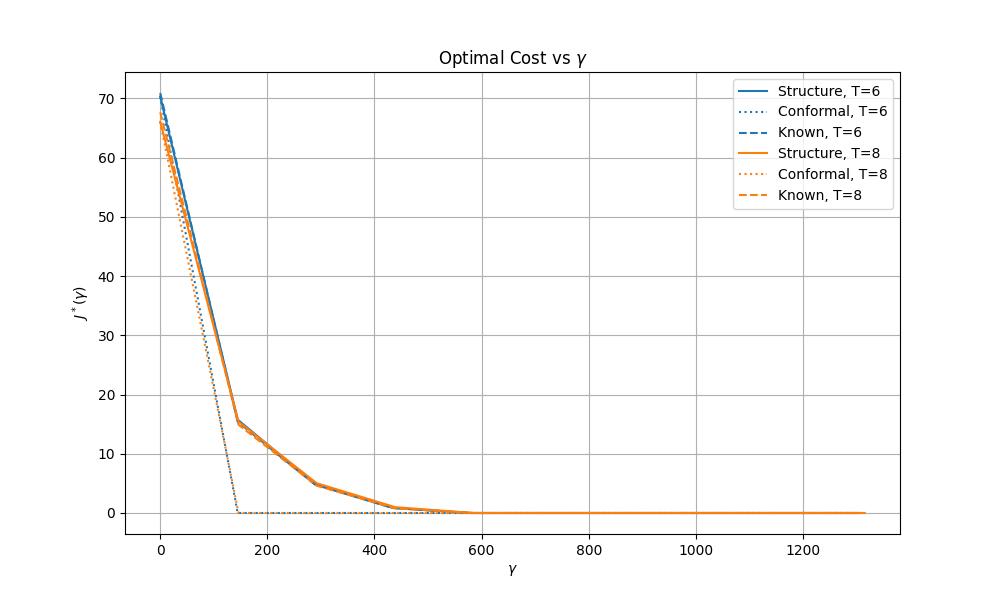 Optimal Cost vs γ
J*(γ)
70
60
50
40
30
20
10
0
0 200 400 600 800 1000 1200
γ
Structure, T=6
Conformal, T=6
Known, T=6
Structure, T=8
Conformal, T=8
Known, T=8